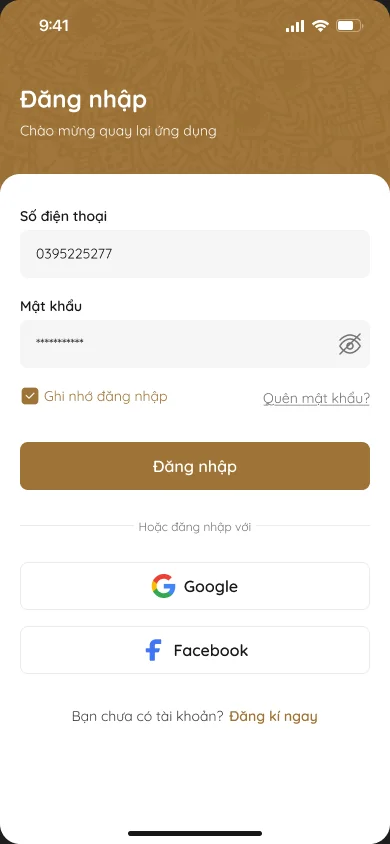 9:41
Đăng nhập
Chào mừng quay lại ứng dụng
Số điện thoại
0395225277
Mật khẩu
***********
Ghi nhớ đăng nhập
Quên mật khẩu?
Đăng nhập
Hoặc đăng nhập với
Google
Facebook
Bạn chưa có tài khoản? Đăng kí ngay